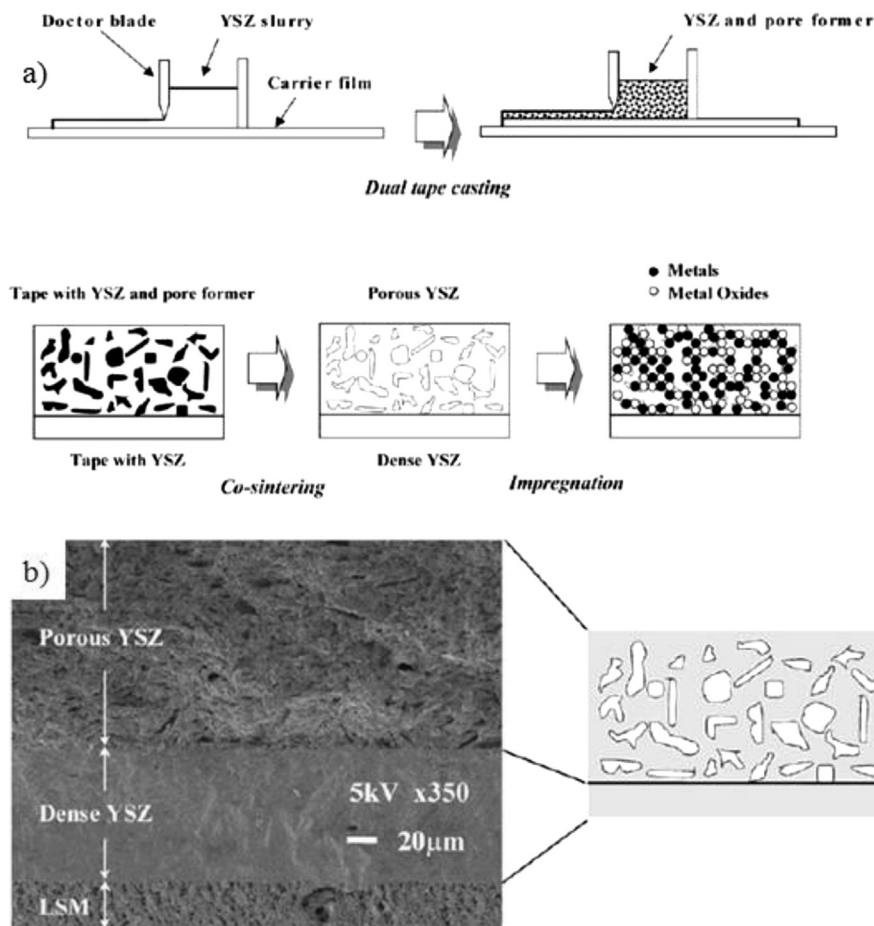 Doctor blade
YSZ slurry
YSZ and pore former
a)
Carrier film
Dual tape casting
Metals
Metal Oxides
Tape with YSZ and pore former
Porous YSZ
Tape with YSZ
Dense YSZ
Co-sintering
Impregnation
b)
Porous YSZ
5kV x350
Dense YSZ
20μm
LSM